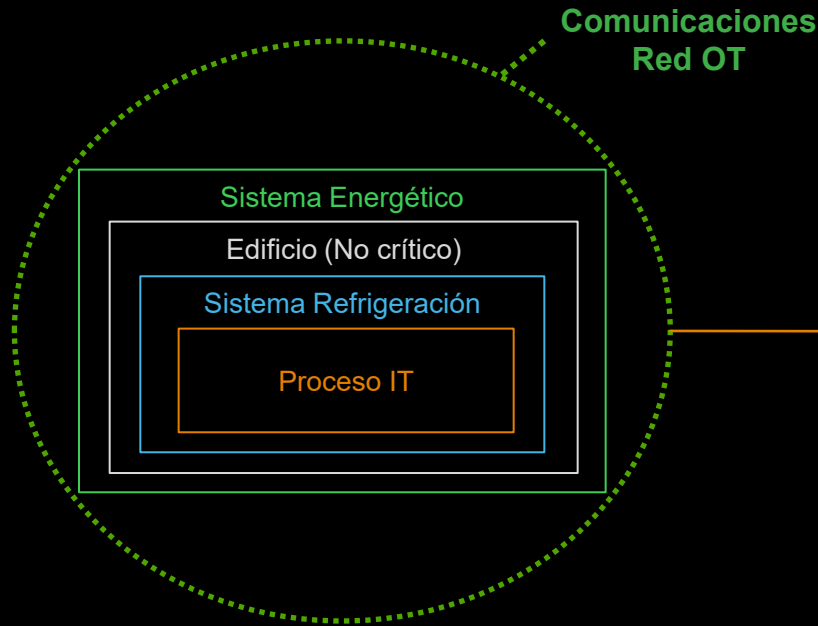 Comunicaciones
Red OT
Sistema Energético
Edificio (No crítico)
Sistema Refrigeración
Proceso IT